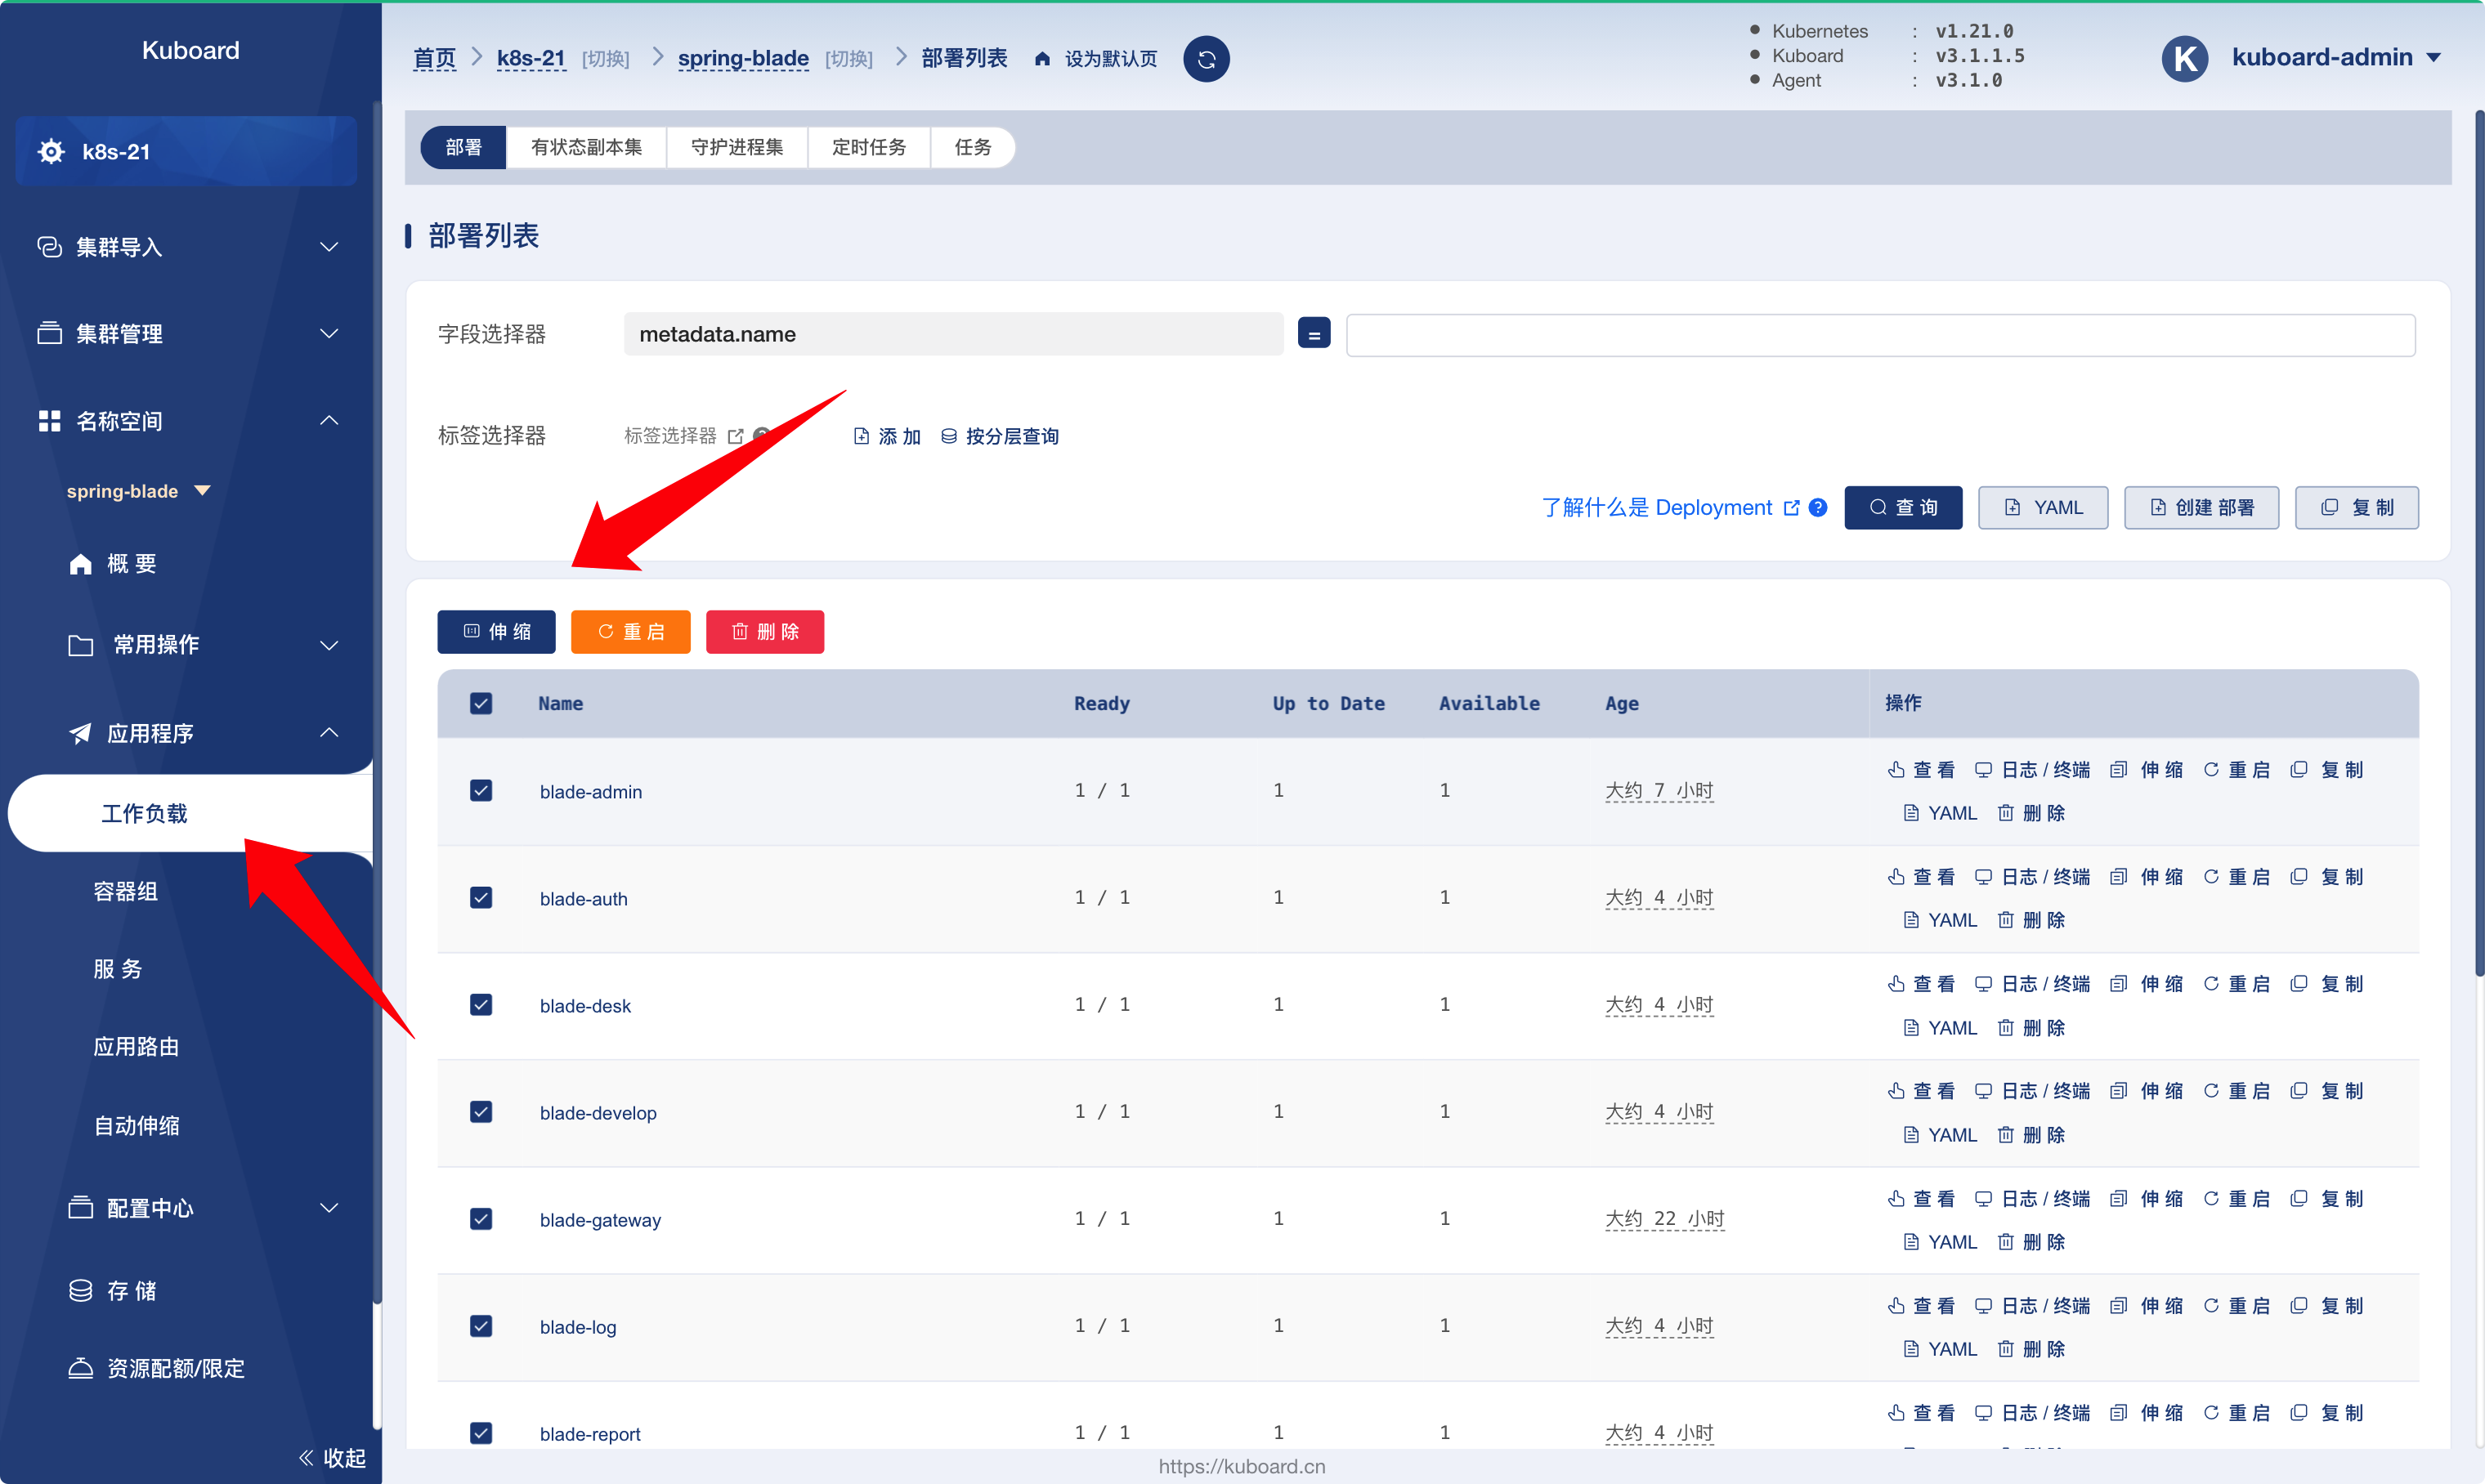 Kuboard
k8s-21
集群导入
集群管理
名称空间
spring-blade
概 要
常用操作
应用程序
工作负载
容器组
服 务
应用路由
自动伸缩
配置中心
存 储
资源配额/限定
收起
首页 k8s-21 [切换] spring-blade [切换] 部署列表 设为默认页
Kubernetes : v1.21.0
Kuboard : v3.1.1.5
Agent : v3.1.0
K kuboard-admin
部署 有状态副本集 守护进程集 定时任务 任务
部署列表
字段选择器 metadata.name =
标签选择器 标签选择器 添 加 按分层查询
了解什么是 Deployment ? 查 询 YAML 创建 部署 复 制
伸 缩 重 启 删 除
Name Ready Up to Date Available Age 操作
blade-admin 1 / 1 1 1 大约 7 小时 查 看 日志 / 终端 伸 缩 重 启 复 制
YAML 删 除
blade-auth 1 / 1 1 1 大约 4 小时 查 看 日志 / 终端 伸 缩 重 启 复 制
YAML 删 除
blade-desk 1 / 1 1 1 大约 4 小时 查 看 日志 / 终端 伸 缩 重 启 复 制
YAML 删 除
blade-develop 1 / 1 1 1 大约 4 小时 查 看 日志 / 终端 伸 缩 重 启 复 制
YAML 删 除
blade-gateway 1 / 1 1 1 大约 22 小时 查 看 日志 / 终端 伸 缩 重 启 复 制
YAML 删 除
blade-log 1 / 1 1 1 大约 4 小时 查 看 日志 / 终端 伸 缩 重 启 复 制
YAML 删 除
blade-report 1 / 1 1 1 大约 4 小时 查 看 日志 / 终端 伸 缩 重 启 复 制
https://kuboard.cn